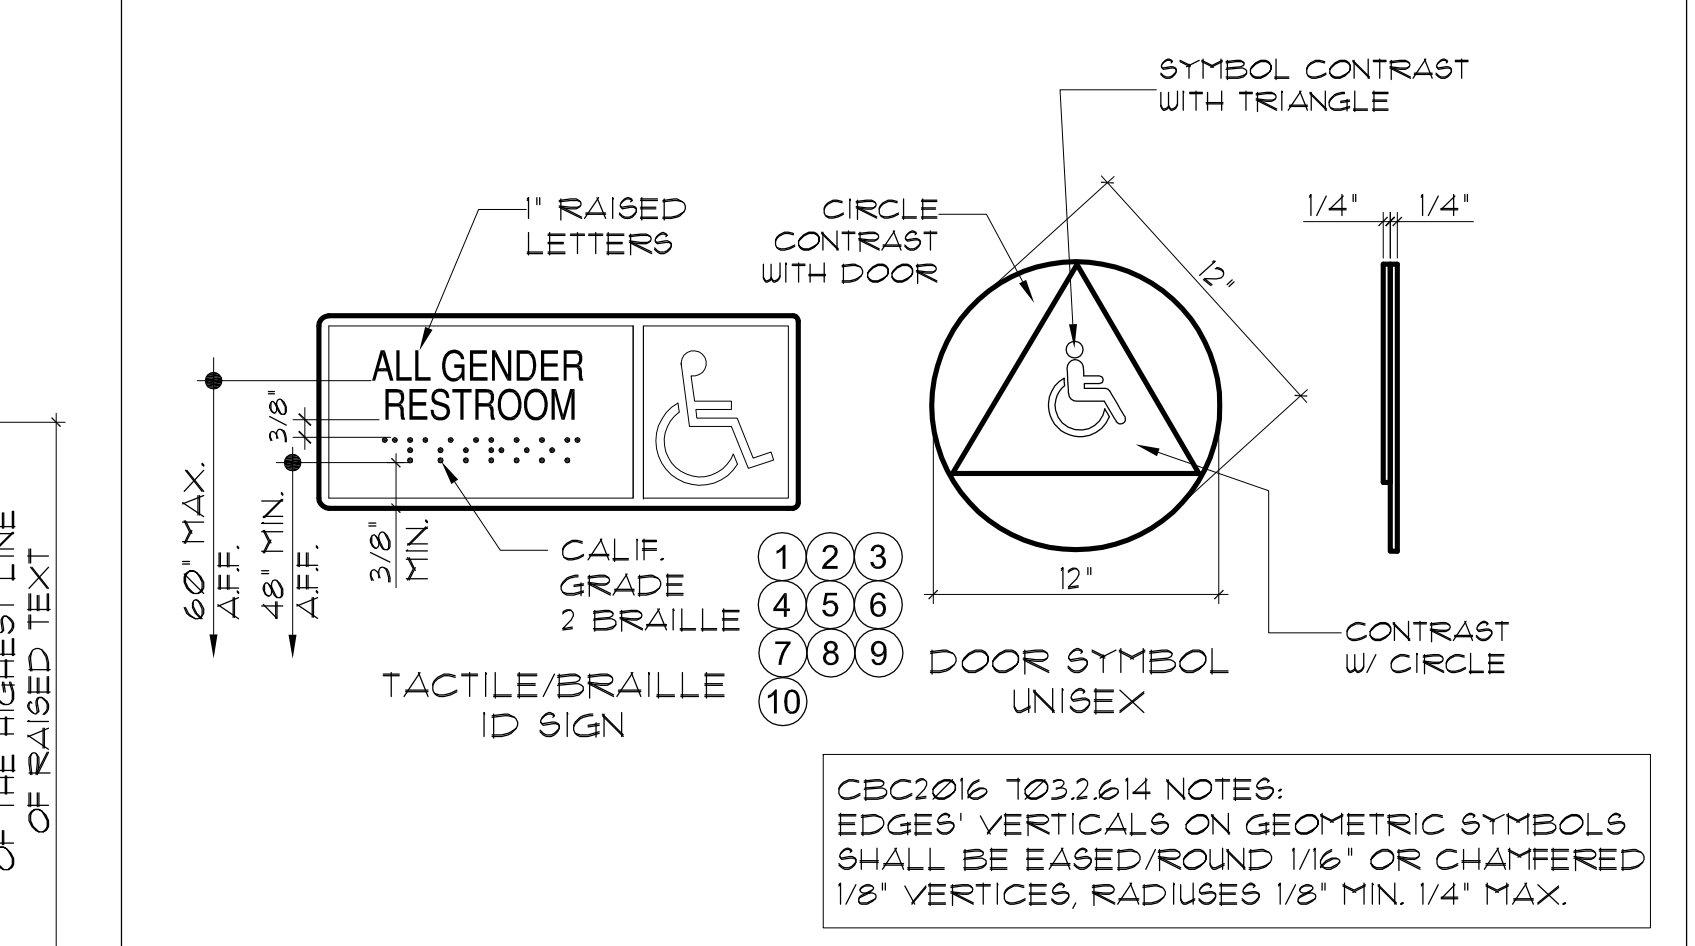 SYMBOL CONTRAST
WITH TRIANGLE
1" RAISED
LETTERS
CIRCLE
CONTRAST
WITH DOOR
1/4"
1/4"
12"
ALL GENDER
RESTROOM
3/8"
60" MAX.
A.F.F.
48" MIN.
A.F.F.
3/8"
MIN.
CALIF.
GRADE
2 BRAILLE
1 2 3
4 5 6
7 8 9
10
12"
CONTRAST
W/ CIRCLE
TACTILE/BRAILLE
ID SIGN
DOOR SYMBOL
UNISEX
OF THE HIGHEST LINE
OF RAISED TEXT
CBC2016 703.2.614 NOTES:
EDGES' VERTICALS ON GEOMETRIC SYMBOLS
SHALL BE EASED/ROUND 1/16" OR CHAMFERED
1/8" VERTICES, RADIUSES 1/8" MIN. 1/4" MAX.